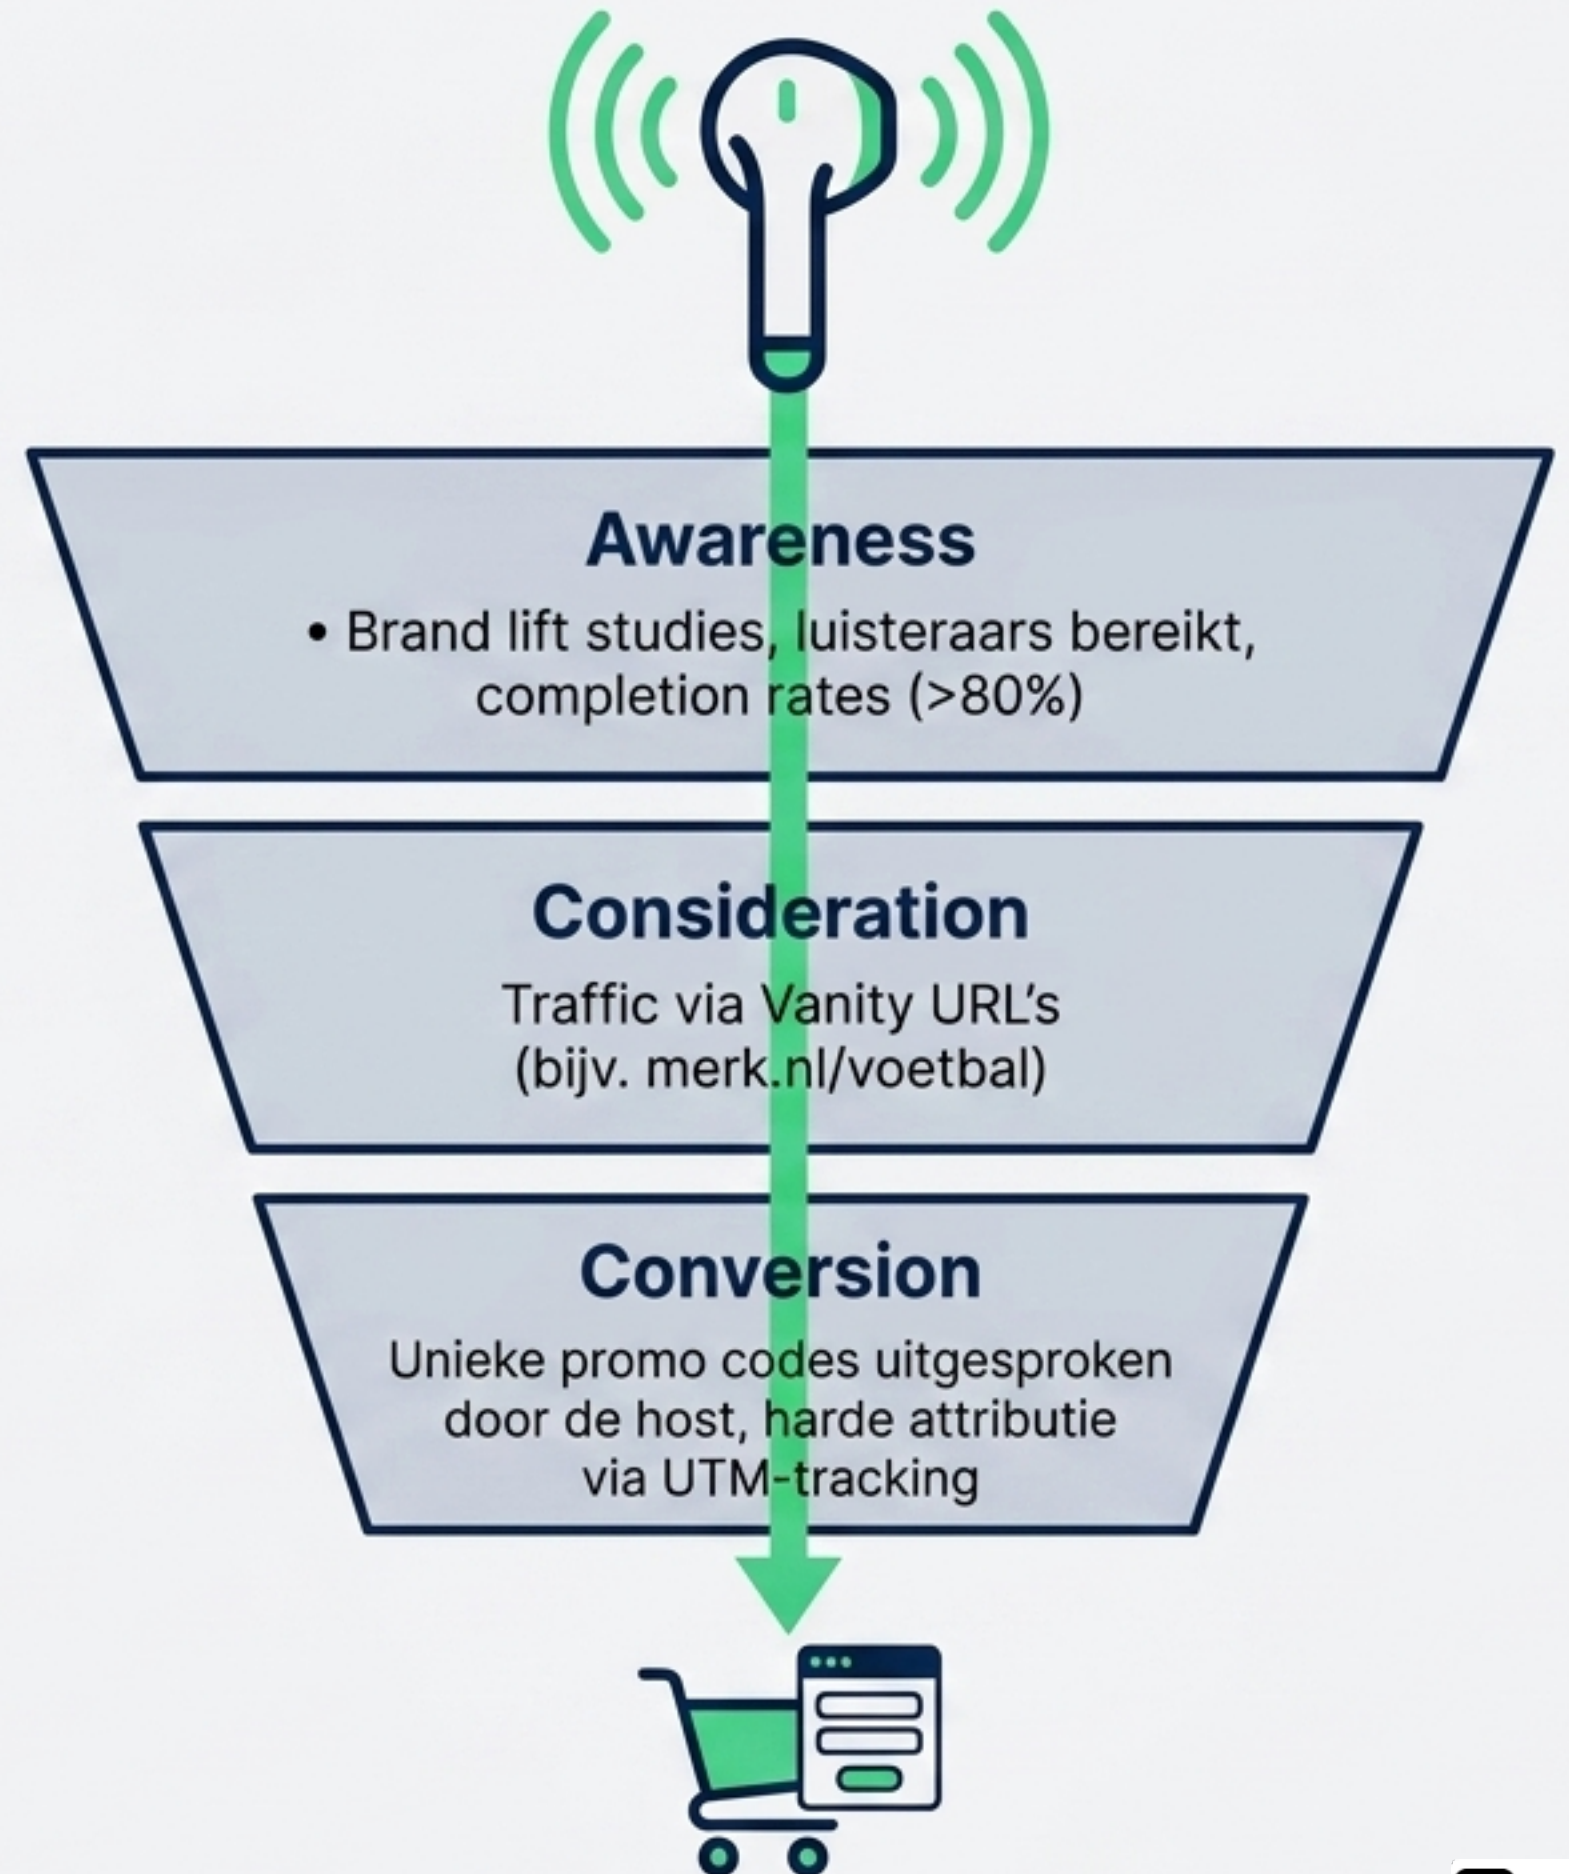 Awareness
• Brand lift studies, luisteraars bereikt,
completion rates (>80%)
Consideration
Traffic via Vanity URL’s
(bijv. merk.nl/voetbal)
Conversion
Unieke promo codes uitgesproken
door de host, harde attributie
via UTM-tracking